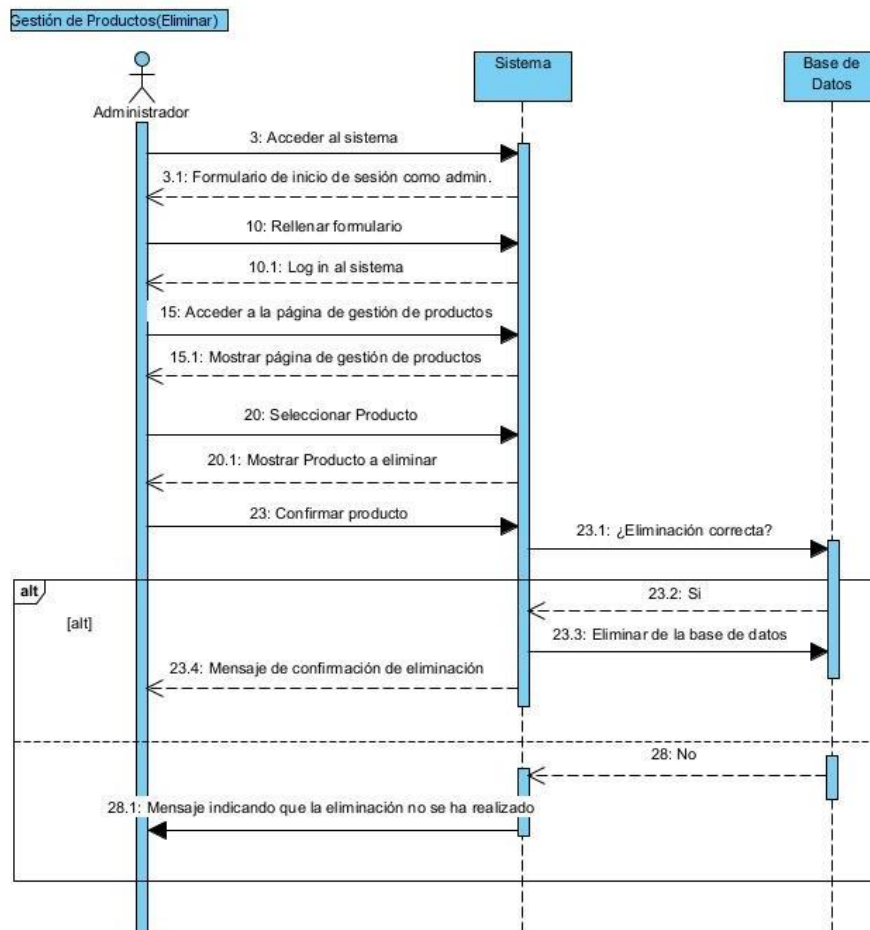 Gestión de Productos(Eliminar)
Sistema
Base de
Datos
Administrador
3: Acceder al sistema
3.1: Formulario de inicio de sesión como admin.
10: Rellenar formulario
10.1: Log in al sistema
15: Acceder a la página de gestión de productos
15.1: Mostrar página de gestión de productos
20: Seleccionar Producto
20.1: Mostrar Producto a eliminar
23: Confirmar producto
23.1: ¿Eliminación correcta?
alt
23.2: Si
[alt]
23.3: Eliminar de la base de datos
23.4: Mensaje de confirmación de eliminación
28: No
28.1: Mensaje indicando que la eliminación no se ha realizado